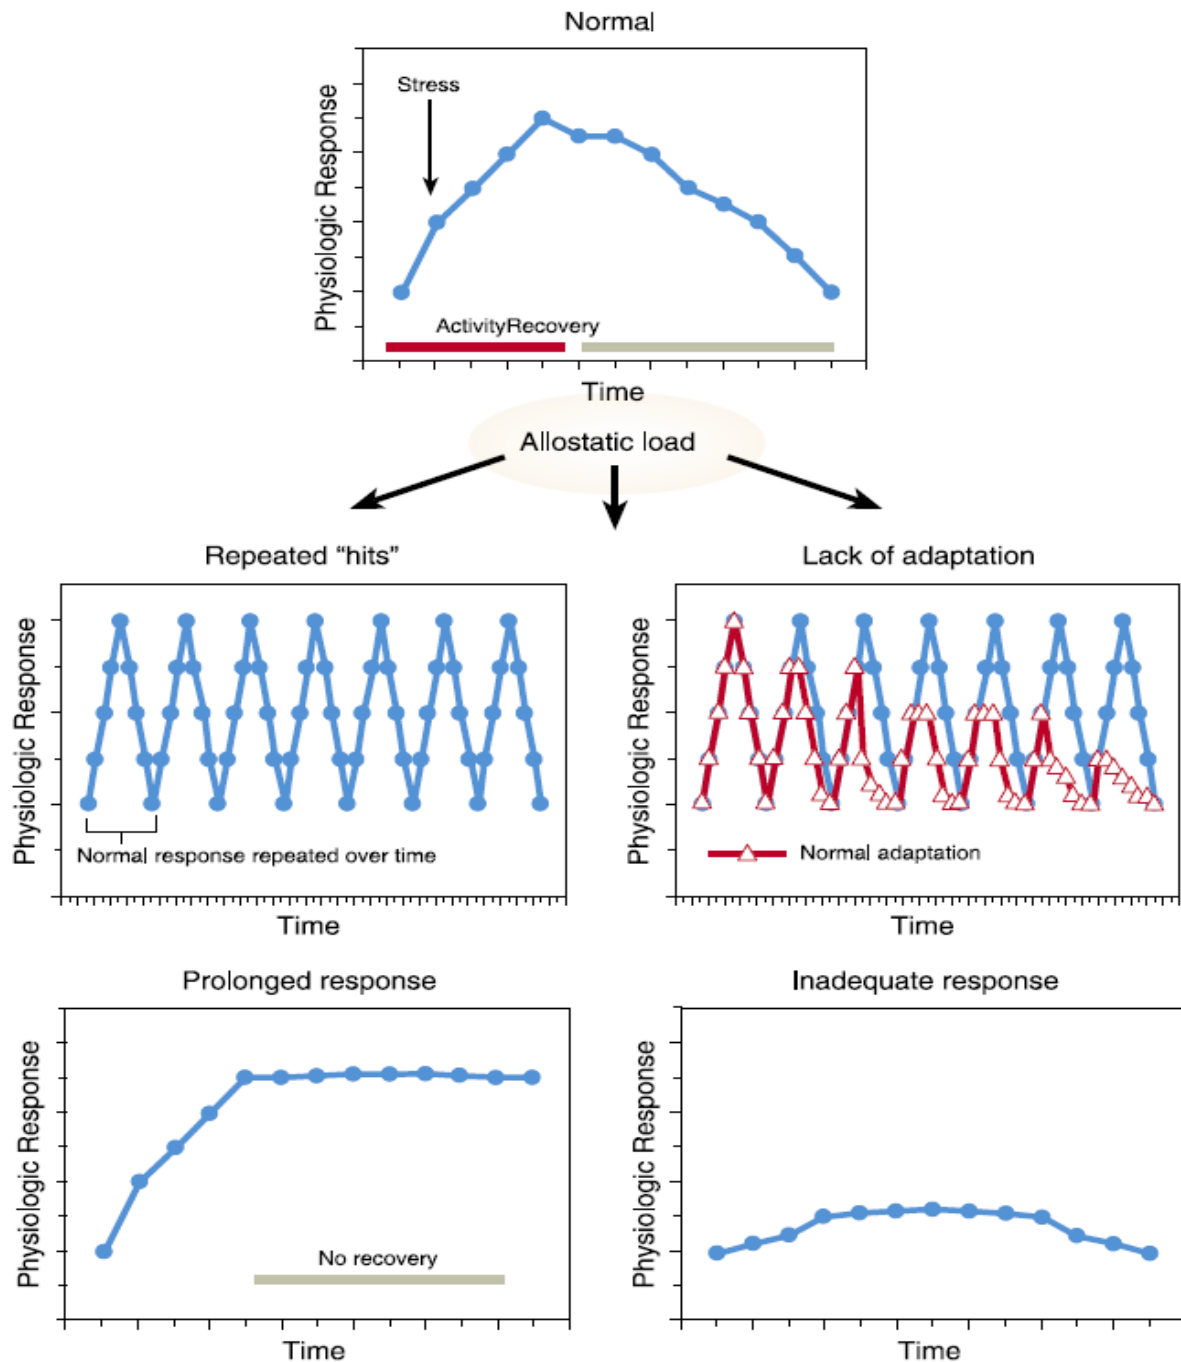 Normal
Stress
Physiologic Response
ActivityRecovery
Time
Allostatic load
Repeated “hits”
Physiologic Response
Normal response repeated over time
Time
Lack of adaptation
Physiologic Response
Normal adaptation
Time
Prolonged response
Physiologic Response
No recovery
Time
Inadequate response
Physiologic Response
Time